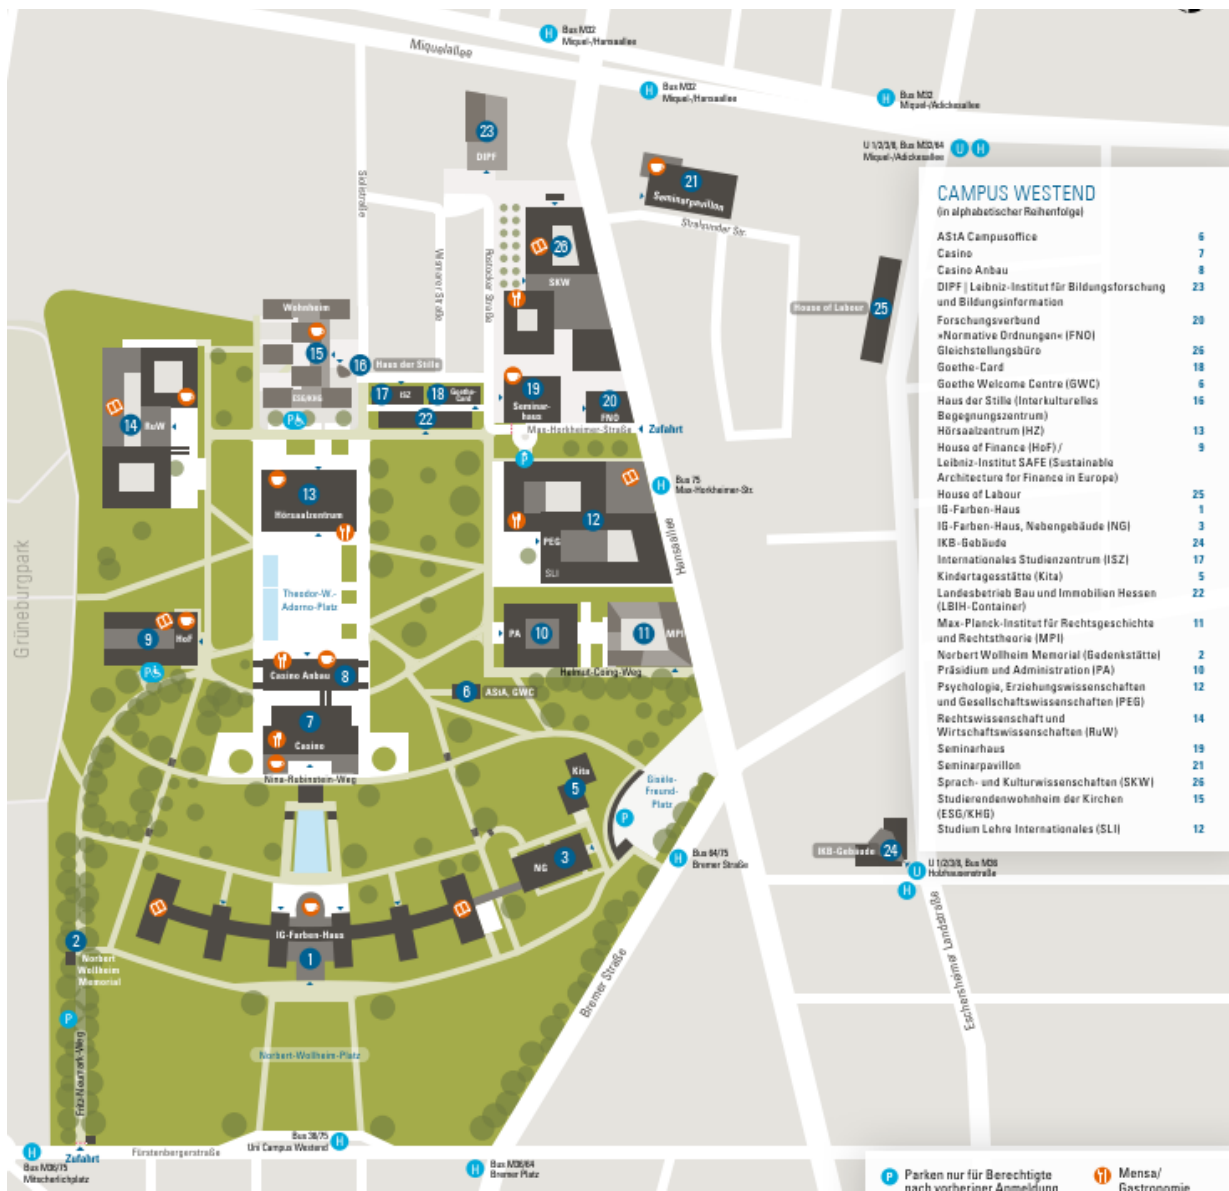 Bus M32
Miquel-/Hansaallee
Miquelallee
Bus M32
Miquel-/Hansaallee
Bus M32
Miquel-/Adickesallee
U 1/2/3/8, Bus M32/64
Miquel-/Adickesallee
23
DIPF
21
Seminarpavillon
Stralsunder Str.
Siolistraße
Wismarer Straße
Rostocker Straße
26
SKW
House of Labour
25
Wohnheim
15
16
Haus der Stille
ESG/KHG
17
ISZ
18
Goethe-
Card
22
19
Seminar-
haus
20
FNO
Max-Horkheimer-Straße
Zufahrt
14
RuW
13
Hörsaalzentrum
Bus 75
Max-Horkheimer-Str.
12
PEG
SLI
Hansaallee
Grüneburgpark
Theodor-W.-
Adorno-Platz
9
HoF
PA
10
11
MPI
Helmut-Coing-Weg
Casino Anbau
8
6
AStA, GWC
7
Casino
Nina-Rubinstein-Weg
Kita
5
Gisèle-
Freund-
Platz
3
NG
Bus 64/75
Bremer Straße
IKB-Gebäude
24
U 1/2/3/8, Bus M36
Holzhausenstraße
IG-Farben-Haus
1
2
Norbert
Wollheim
Memorial
Bremer Straße
Eschersheimer Landstraße
Norbert-Wollheim-Platz
Fritz-Neumark-Weg
Zufahrt
Fürstenbergerstraße
Bus M36/75
Mitscherlichplatz
Bus 36/75
Uni Campus Westend
Bus M36/64
Bremer Platz
CAMPUS WESTEND
(in alphabetischer Reihenfolge)
AStA Campusoffice 6
Casino 7
Casino Anbau 8
DIPF | Leibniz-Institut für Bildungsforschung 23
und Bildungsinformation
Forschungsverbund 20
»Normative Ordnungen« (FNO)
Gleichstellungsbüro 26
Goethe-Card 18
Goethe Welcome Centre (GWC) 6
Haus der Stille (Interkulturelles 16
Begegnungszentrum)
Hörsaalzentrum (HZ) 13
House of Finance (HoF) / 9
Leibniz-Institut SAFE (Sustainable
Architecture for Finance in Europe)
House of Labour 25
IG-Farben-Haus 1
IG-Farben-Haus, Nebengebäude (NG) 3
IKB-Gebäude 24
Internationales Studienzentrum (ISZ) 17
Kindertagesstätte (Kita) 5
Landesbetrieb Bau und Immobilien Hessen 22
(LBIH-Container)
Max-Planck-Institut für Rechtsgeschichte 11
und Rechtstheorie (MPI)
Norbert Wollheim Memorial (Gedenkstätte) 2
Präsidium und Administration (PA) 10
Psychologie, Erziehungswissenschaften 12
und Gesellschaftswissenschaften (PEG)
Rechtswissenschaft und 14
Wirtschaftswissenschaften (RuW)
Seminarhaus 19
Seminarpavillon 21
Sprach- und Kulturwissenschaften (SKW) 26
Studierendenwohnheim der Kirchen 15
(ESG/KHG)
Studium Lehre Internationales (SLI) 12
P Parken nur für Berechtigte
nach vorheriger Anmeldung
Mensa/
Gastronomie